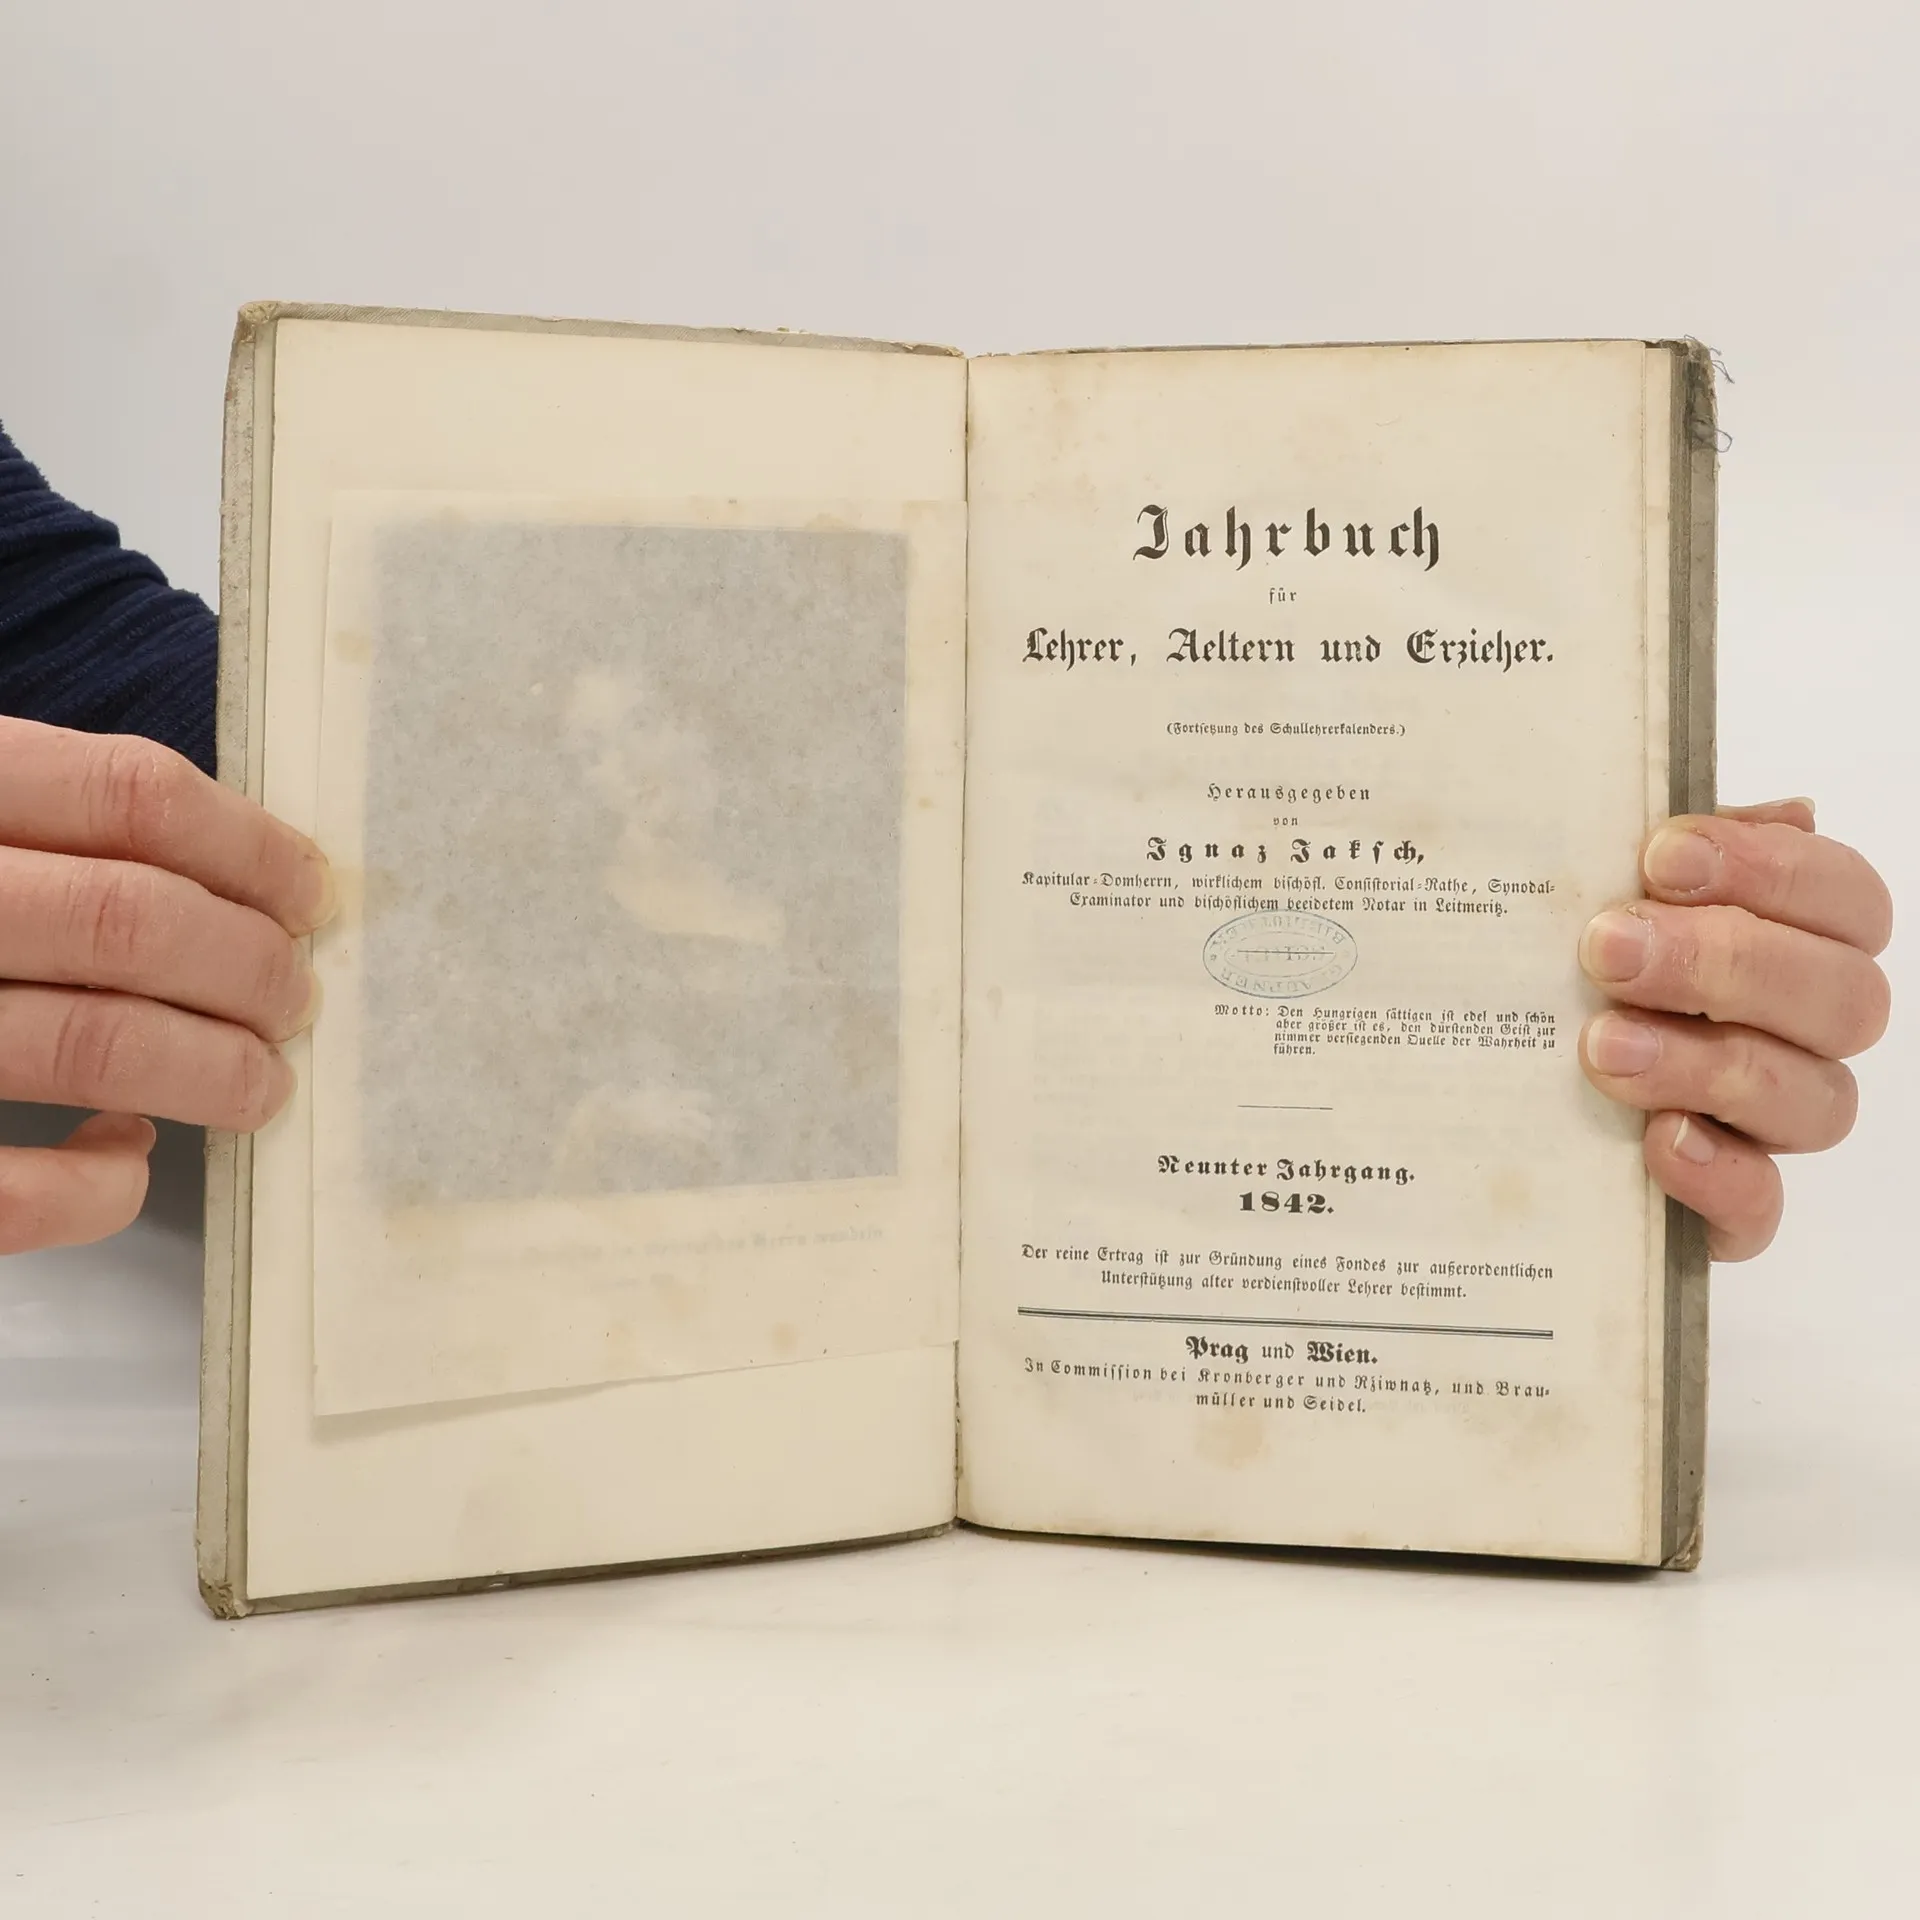 Jahrbuch
für
Lehrer, Aeltern und Erzieher.
(Fortsetzung des Schullehrerkalenders.)
Herausgegeben
von
Ignaz Jaksch,
Kapitular-Domherrn, wirklichem bischöfl. Consistorial-Rathe, Synodal-
Examinator und bischöflichem beeidetem Notar in Leitmeritz.
BIBLIOTHEK
Motto: Den Hungrigen sättigen ist edel und schön
aber größer ist es, den dürstenden Geist zur
nimmer versiegenden Quelle der Wahrheit zu
führen.
Neunter Jahrgang.
1842.
Der reine Ertrag ist zur Gründung eines Fondes zur außerordentlichen
Unterstützung alter verdienstvoller Lehrer bestimmt.
Prag und Wien.
In Commission bei Kronberger und Ržiwnatz, und Brau-
müller und Seidel.